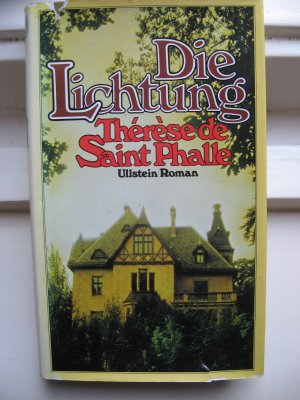 Die
Lichtung
Thérèse de
Saint Phalle
Ullstein Roman